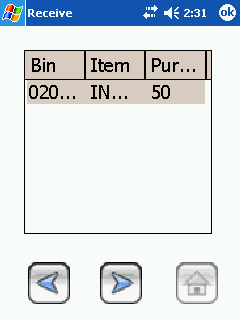 Receive 2:31 ok
Bin Item Pur...
020... IN... 50